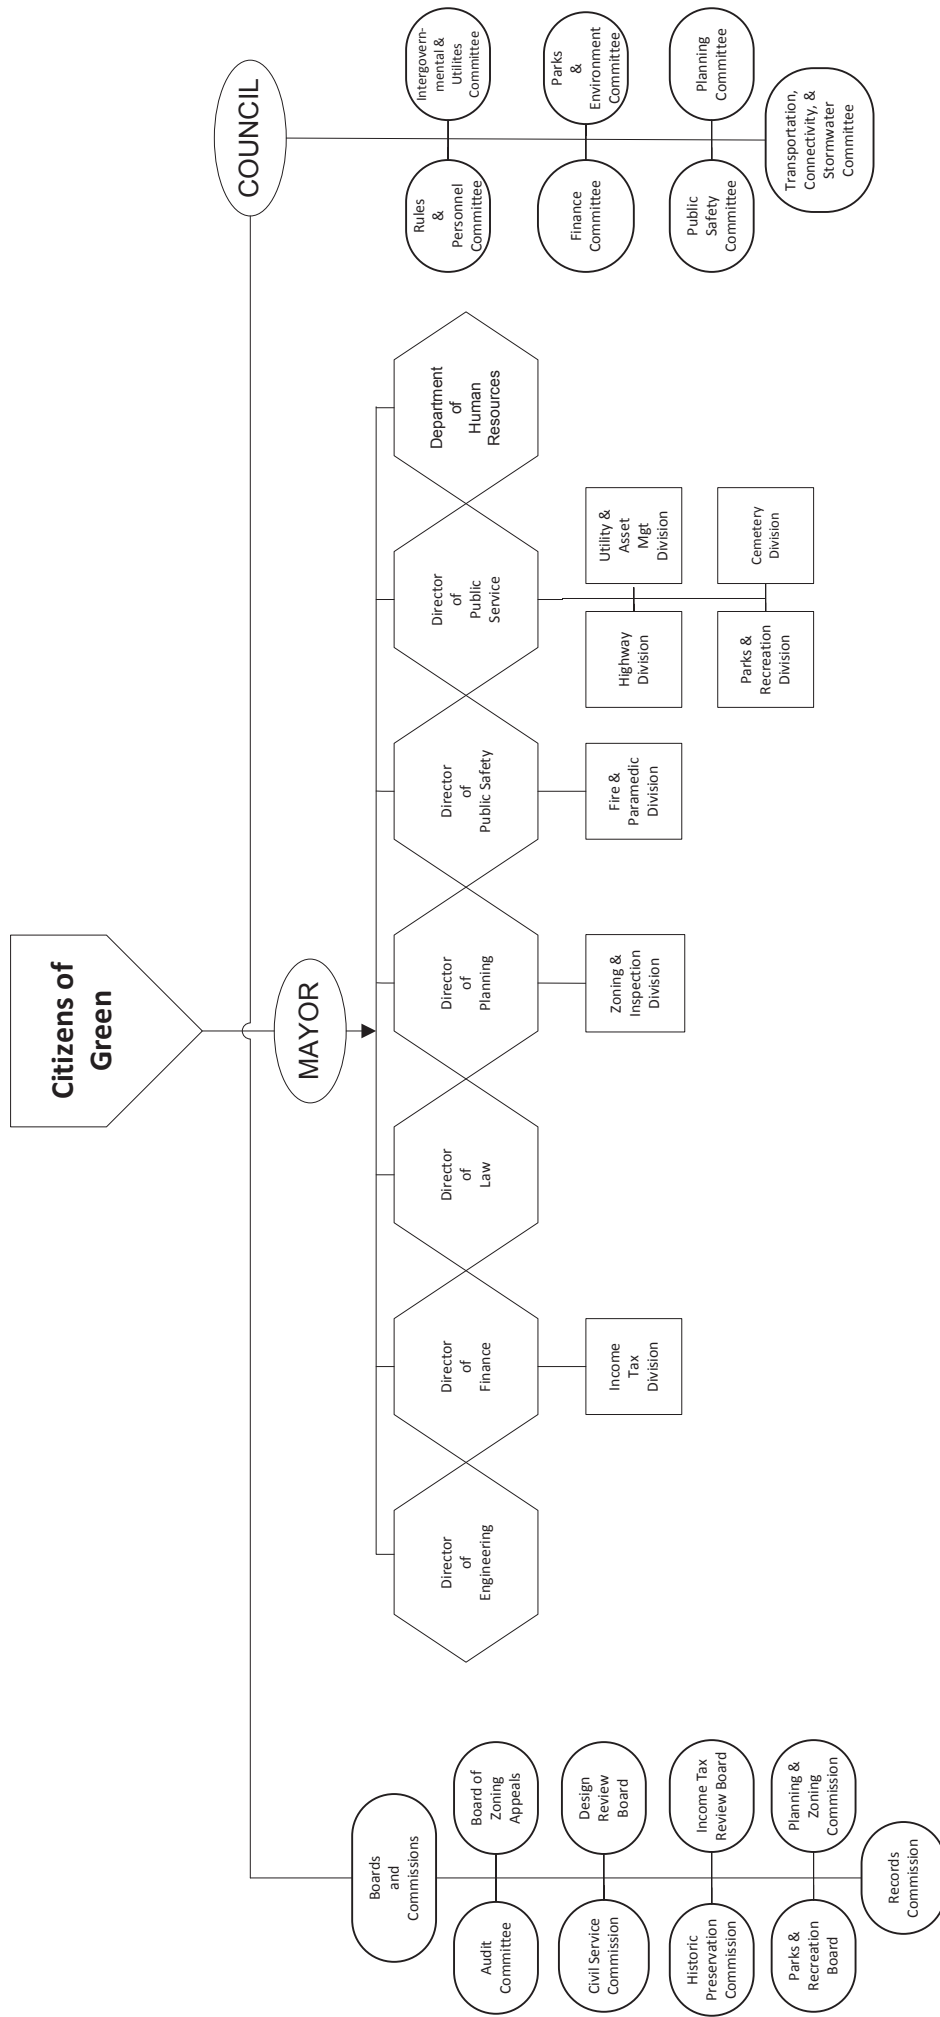 Citizens of
Green
COUNCIL
MAYOR
Boards
and
Commissions
Audit
Committee
Board of
Zoning
Appeals
Civil Service
Commission
Design
Review
Board
Historic
Preservation
Commission
Income Tax
Review Board
Parks &
Recreation
Board
Planning &
Zoning
Commission
Records
Commission
Director
of
Engineering
Director
of
Finance
Director
of
Law
Director
of
Planning
Director
of
Public Safety
Director
of
Public
Service
Department
of
Human
Resources
Income
Tax
Division
Zoning &
Inspection
Division
Fire &
Paramedic
Division
Highway
Division
Utility &
Asset
Mgt
Division
Parks &
Recreation
Division
Cemetery
Division
Rules
&
Personnel
Committee
Intergovern-
mental &
Utilites
Committee
Finance
Committee
Parks
&
Environment
Committee
Public
Safety
Committee
Planning
Committee
Transportation,
Connectivity, &
Stormwater
Committee